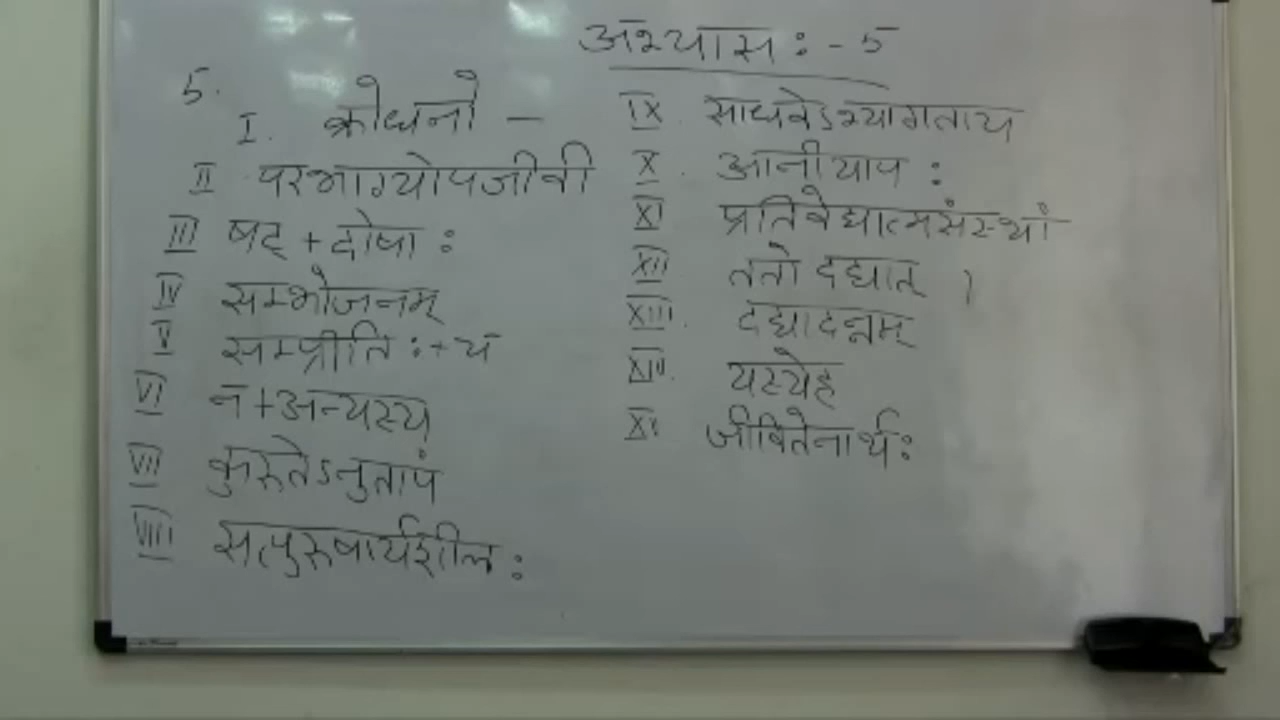 अभ्यासः - 5
5.
I. क्रोधनो -
II परभाग्योपजीवी
III षट् + दोषाः
IV सम्भोजनम्
V सम्प्रीतिः + च
VI न + अन्यस्य
VII कुरुतेऽनुतापं
VIII सत्पुरुषार्यशीलः
IX साधवेऽभ्यागताय
X. आनीयापः
XI प्रतिवेद्यात्मसंस्थां
XII ततो दद्यात् ।
XIII. दद्यादन्नम्
XIV. यस्येह
XV जीवितेनार्थः